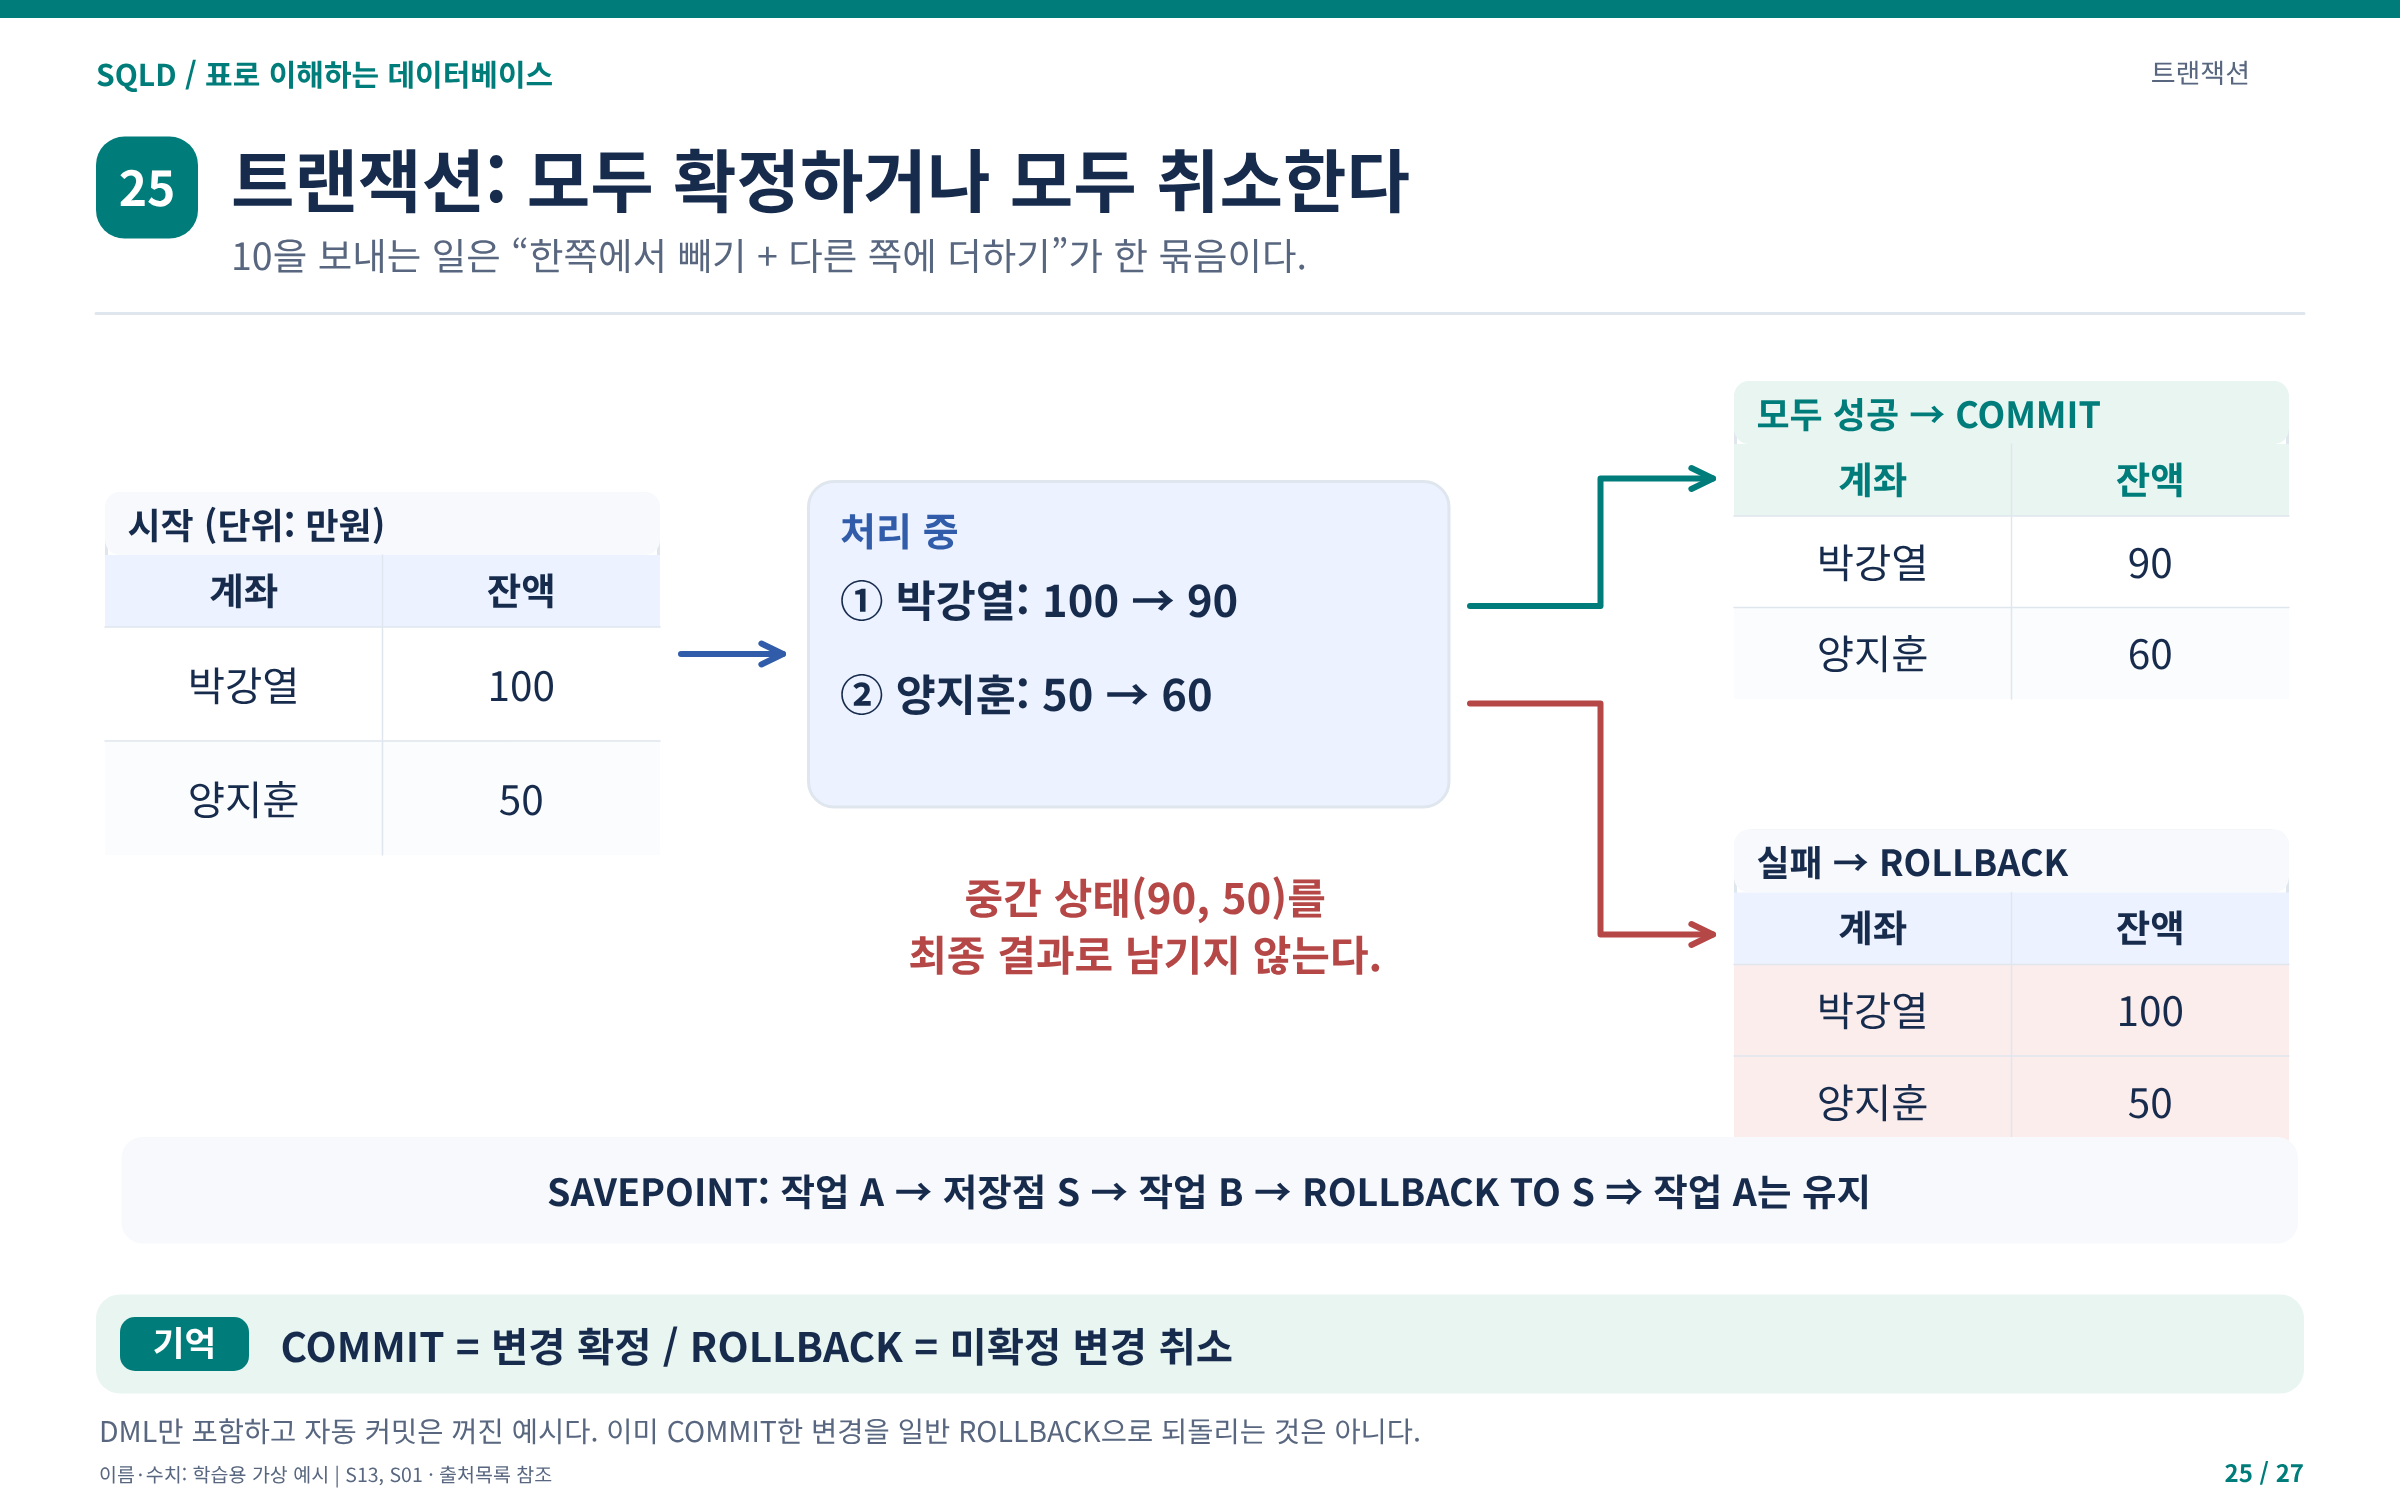 SQLD / 표로 이해하는 데이터베이스
트랜잭션
25
트랜잭션: 모두 확정하거나 모두 취소한다
10을 보내는 일은 “한쪽에서 빼기 + 다른 쪽에 더하기”가 한 묶음이다.
시작 (단위: 만원)
계좌 잔액
박강열 100
양지훈 50
처리 중
① 박강열: 100 → 90
② 양지훈: 50 → 60
중간 상태(90, 50)를
최종 결과로 남기지 않는다.
모두 성공 → COMMIT
계좌 잔액
박강열 90
양지훈 60
실패 → ROLLBACK
계좌 잔액
박강열 100
양지훈 50
SAVEPOINT: 작업 A → 저장점 S → 작업 B → ROLLBACK TO S ⇒ 작업 A는 유지
기억 COMMIT = 변경 확정 / ROLLBACK = 미확정 변경 취소
DML만 포함하고 자동 커밋은 꺼진 예시다. 이미 COMMIT한 변경을 일반 ROLLBACK으로 되돌리는 것은 아니다.
이름·수치: 학습용 가상 예시 | S13, S01 · 출처목록 참조
25 / 27